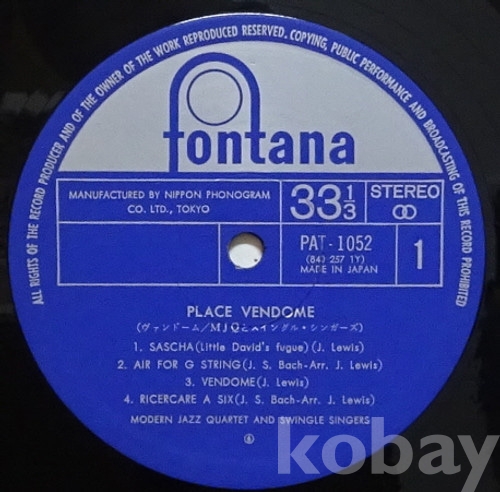 ALL RIGHTS OF THE RECORD PRODUCER AND OF THE OWNER OF THE WORK REPRODUCED RESERVED. COPYING, PUBLIC PERFORMANCE AND BROADCASTING OF THIS RECORD PROHIBITED
fontana
MANUFACTURED BY NIPPON PHONOGRAM
CO. LTD., TOKYO
33 1/3
STEREO
PAT-1052
(841 257 1Y)
MADE IN JAPAN
1
PLACE VENDOME
(ヴァンドーム/MJQとスイングル・シンガーズ)
1. SASCHA(Little David's fugue)(J. Lewis)
2. AIR FOR G STRING(J. S. Bach-Arr. J. Lewis)
3. VENDOME(J. Lewis)
4. RICERCARE A SIX(J. S. Bach-Arr. J. Lewis)
MODERN JAZZ QUARTET AND SWINGLE SINGERS
kobay